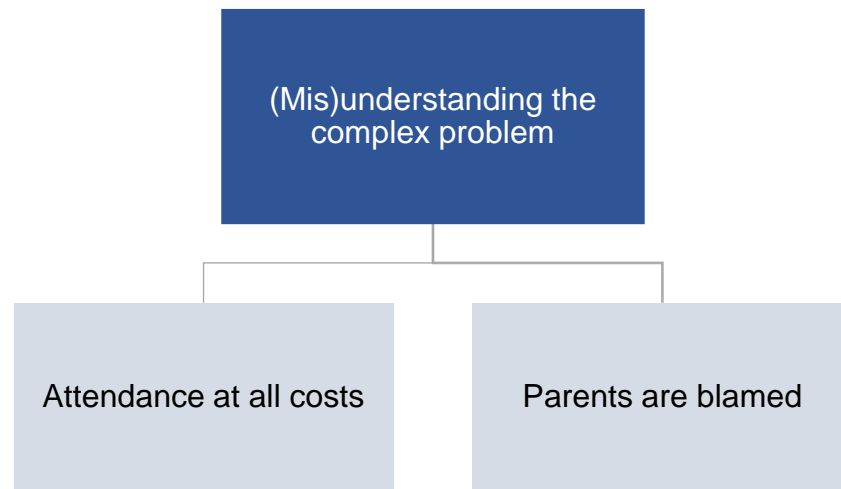 (Mis)understanding the
complex problem
Attendance at all costs
Parents are blamed